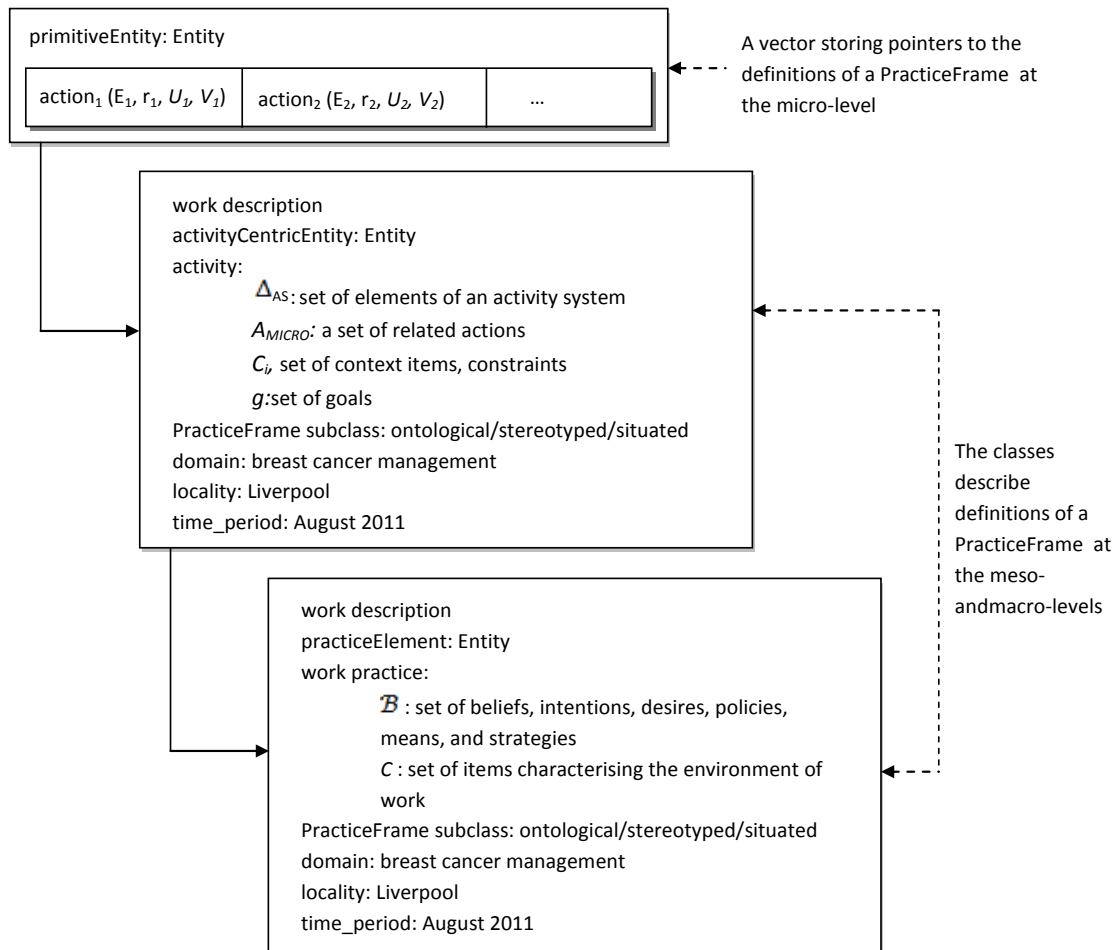 primitiveEntity: Entity
action₁ (E₁, r₁, U₁, V₁)
action₂ (E₂, r₂, U₂, V₂)
...
A vector storing pointers to the
definitions of a PracticeFrame at
the micro-level
work description
activityCentricEntity: Entity
activity:
Δ_AS: set of elements of an activity system
A_MICRO: a set of related actions
C_i, set of context items, constraints
g:set of goals
PracticeFrame subclass: ontological/stereotyped/situated
domain: breast cancer management
locality: Liverpool
time_period: August 2011
The classes
describe
definitions of a
PracticeFrame at
the meso-
andmacro-levels
work description
practiceElement: Entity
work practice:
ℬ : set of beliefs, intentions, desires, policies,
means, and strategies
C : set of items characterising the environment of
work
PracticeFrame subclass: ontological/stereotyped/situated
domain: breast cancer management
locality: Liverpool
time_period: August 2011